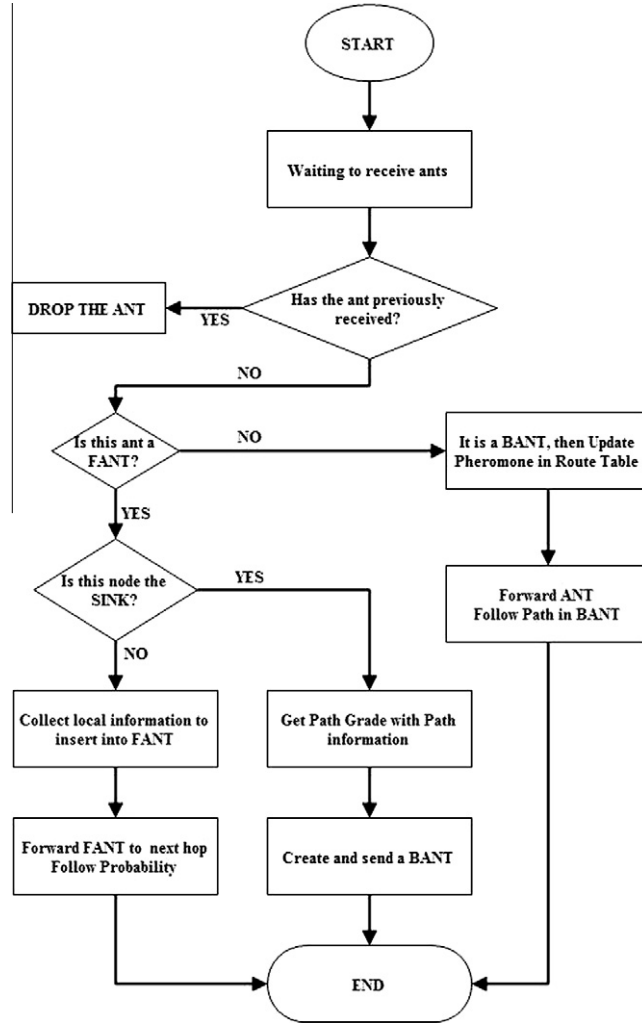 START
Waiting to receive ants
Has the ant previously
received?
DROP THE ANT
YES
NO
Is this ant a
FANT?
NO
It is a BANT, then Update
Pheromone in Route Table
YES
Is this node the
SINK?
YES
Forward ANT
Follow Path in BANT
NO
Collect local information to
insert into FANT
Get Path Grade with Path
information
Forward FANT to next hop
Follow Probability
Create and send a BANT
END